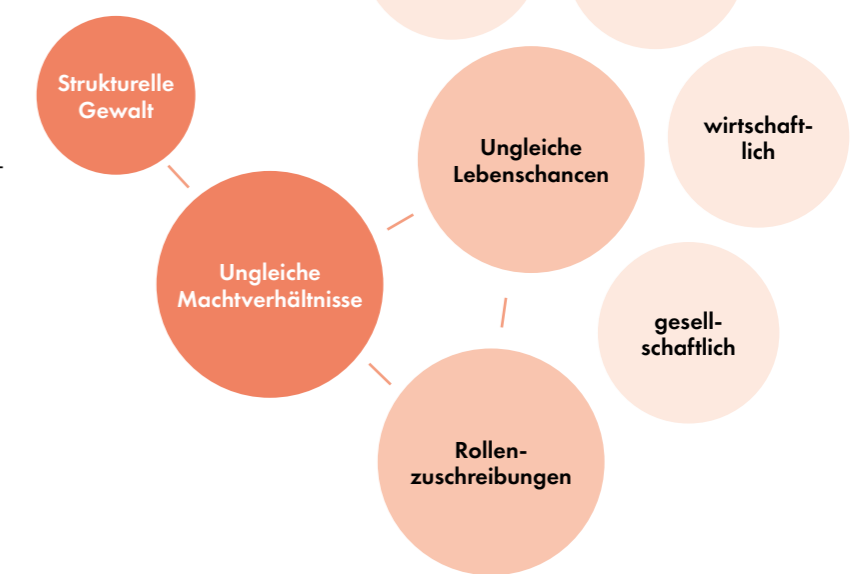 Strukturelle
Gewalt
Ungleiche
Lebenschancen
wirtschaft-
lich
Ungleiche
Machtverhältnisse
gesell-
schaftlich
Rollen-
zuschreibungen